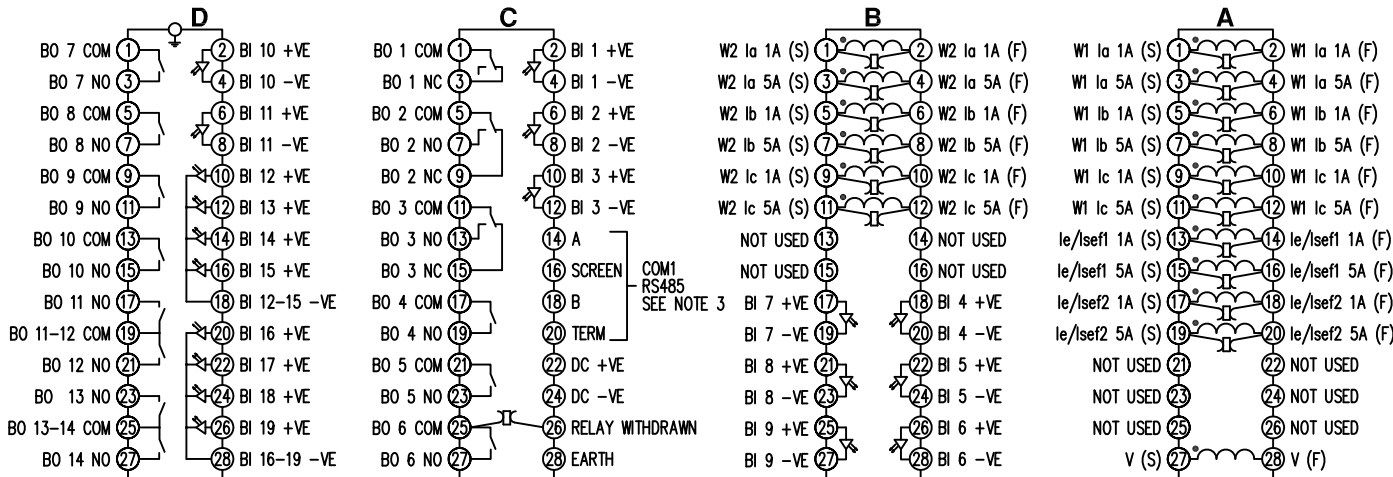 D C B A
BO 7 COM 1 2 BI 10 +VE BO 1 COM 1 2 BI 1 +VE W2 Ia 1A (S) 1 2 W2 Ia 1A (F) W1 Ia 1A (S) 1 2 W1 Ia 1A (F)
BO 7 NO 3 4 BI 10 -VE BO 1 NC 3 4 BI 1 -VE W2 Ia 5A (S) 3 4 W2 Ia 5A (F) W1 Ia 5A (S) 3 4 W1 Ia 5A (F)
BO 8 COM 5 6 BI 11 +VE BO 2 COM 5 6 BI 2 +VE W2 Ib 1A (S) 5 6 W2 Ib 1A (F) W1 Ib 1A (S) 5 6 W1 Ib 1A (F)
BO 8 NO 7 8 BI 11 -VE BO 2 NO 7 8 BI 2 -VE W2 Ib 5A (S) 7 8 W2 Ib 5A (F) W1 Ib 5A (S) 7 8 W1 Ib 5A (F)
BO 9 COM 9 10 BI 12 +VE BO 2 NC 9 10 BI 3 +VE W2 Ic 1A (S) 9 10 W2 Ic 1A (F) W1 Ic 1A (S) 9 10 W1 Ic 1A (F)
BO 9 NO 11 12 BI 13 +VE BO 3 COM 11 12 BI 3 -VE W2 Ic 5A (S) 11 12 W2 Ic 5A (F) W1 Ic 5A (S) 11 12 W1 Ic 5A (F)
BO 10 COM 13 14 BI 14 +VE BO 3 NO 13 14 A NOT USED 13 14 NOT USED Ie/Isef1 1A (S) 13 14 Ie/Isef1 1A (F)
BO 10 NO 15 16 BI 15 +VE BO 3 NC 15 16 SCREEN COM1 RS485 SEE NOTE 3 NOT USED 15 16 NOT USED Ie/Isef1 5A (S) 15 16 Ie/Isef1 5A (F)
BO 11 NO 17 18 BI 12-15 -VE BO 4 COM 17 18 B BI 7 +VE 17 18 BI 4 +VE Ie/Isef2 1A (S) 17 18 Ie/Isef2 1A (F)
BO 11-12 COM 19 20 BI 16 +VE BO 4 NO 19 20 TERM BI 7 -VE 19 20 BI 4 -VE Ie/Isef2 5A (S) 19 20 Ie/Isef2 5A (F)
BO 12 NO 21 22 BI 17 +VE BO 5 COM 21 22 DC +VE BI 8 +VE 21 22 BI 5 +VE NOT USED 21 22 NOT USED
BO 13 NO 23 24 BI 18 +VE BO 5 NO 23 24 DC -VE BI 8 -VE 23 24 BI 5 -VE NOT USED 23 24 NOT USED
BO 13-14 COM 25 26 BI 19 +VE BO 6 COM 25 26 RELAY WITHDRAWN BI 9 +VE 25 26 BI 6 +VE NOT USED 25 26 NOT USED
BO 14 NO 27 28 BI 16-19 -VE BO 6 NO 27 28 EARTH BI 9 -VE 27 28 BI 6 -VE V (S) 27 28 V (F)